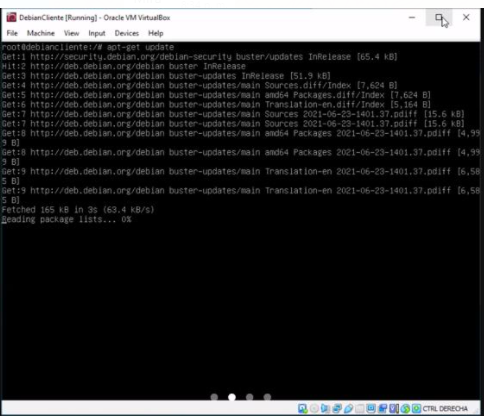 DebianCliente [Running] - Oracle VM VirtualBox
File Machine View Input Devices Help
root@debiancliente:/# apt-get update
Get:1 http://security.debian.org/debian-security buster/updates InRelease [65.4 kB]
Hit:2 http://deb.debian.org/debian buster InRelease
Get:3 http://deb.debian.org/debian buster-updates InRelease [51.9 kB]
Get:4 http://deb.debian.org/debian buster-updates/main Sources.diff/Index [7,624 B]
Get:5 http://deb.debian.org/debian buster-updates/main amd64 Packages.diff/Index [7,624 B]
Get:6 http://deb.debian.org/debian buster-updates/main Translation-en.diff/Index [5,164 B]
Get:7 http://deb.debian.org/debian buster-updates/main Sources 2021-06-23-1401.37.pdiff [15.6 kB]
Get:7 http://deb.debian.org/debian buster-updates/main Sources 2021-06-23-1401.37.pdiff [15.6 kB]
Get:8 http://deb.debian.org/debian buster-updates/main amd64 Packages 2021-06-23-1401.37.pdiff [4,99
9 B]
Get:8 http://deb.debian.org/debian buster-updates/main amd64 Packages 2021-06-23-1401.37.pdiff [4,99
9 B]
Get:9 http://deb.debian.org/debian buster-updates/main Translation-en 2021-06-23-1401.37.pdiff [6,58
5 B]
Get:9 http://deb.debian.org/debian buster-updates/main Translation-en 2021-06-23-1401.37.pdiff [6,58
5 B]
Fetched 165 kB in 3s (63.4 kB/s)
Reading package lists... 0%
CTRL DERECHA